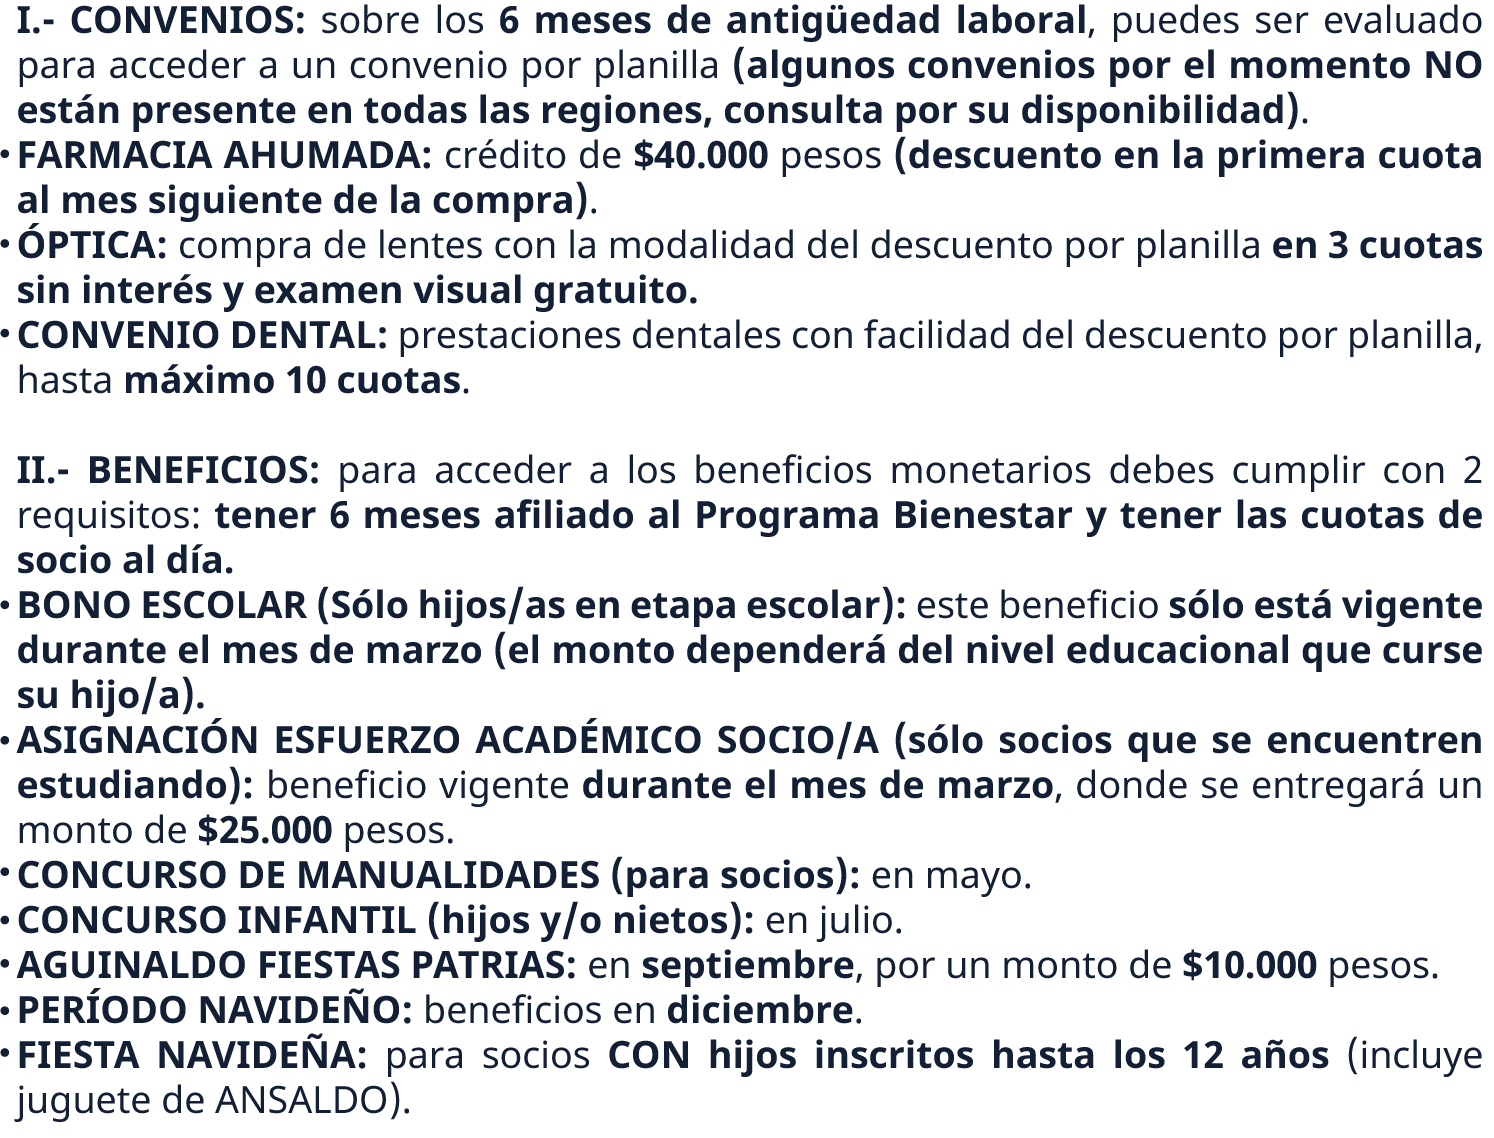 I.- CONVENIOS: sobre los 6 meses de antigüedad laboral, puedes ser evaluado
para acceder a un convenio por planilla (algunos convenios por el momento NO
están presente en todas las regiones, consulta por su disponibilidad).
• FARMACIA AHUMADA: crédito de $40.000 pesos (descuento en la primera cuota
al mes siguiente de la compra).
• ÓPTICA: compra de lentes con la modalidad del descuento por planilla en 3 cuotas
sin interés y examen visual gratuito.
• CONVENIO DENTAL: prestaciones dentales con facilidad del descuento por planilla,
hasta máximo 10 cuotas.
II.- BENEFICIOS: para acceder a los beneficios monetarios debes cumplir con 2
requisitos: tener 6 meses afiliado al Programa Bienestar y tener las cuotas de
socio al día.
• BONO ESCOLAR (Sólo hijos/as en etapa escolar): este beneficio sólo está vigente
durante el mes de marzo (el monto dependerá del nivel educacional que curse
su hijo/a).
• ASIGNACIÓN ESFUERZO ACADÉMICO SOCIO/A (sólo socios que se encuentren
estudiando): beneficio vigente durante el mes de marzo, donde se entregará un
monto de $25.000 pesos.
• CONCURSO DE MANUALIDADES (para socios): en mayo.
• CONCURSO INFANTIL (hijos y/o nietos): en julio.
• AGUINALDO FIESTAS PATRIAS: en septiembre, por un monto de $10.000 pesos.
• PERÍODO NAVIDEÑO: beneficios en diciembre.
• FIESTA NAVIDEÑA: para socios CON hijos inscritos hasta los 12 años (incluye
juguete de ANSALDO).